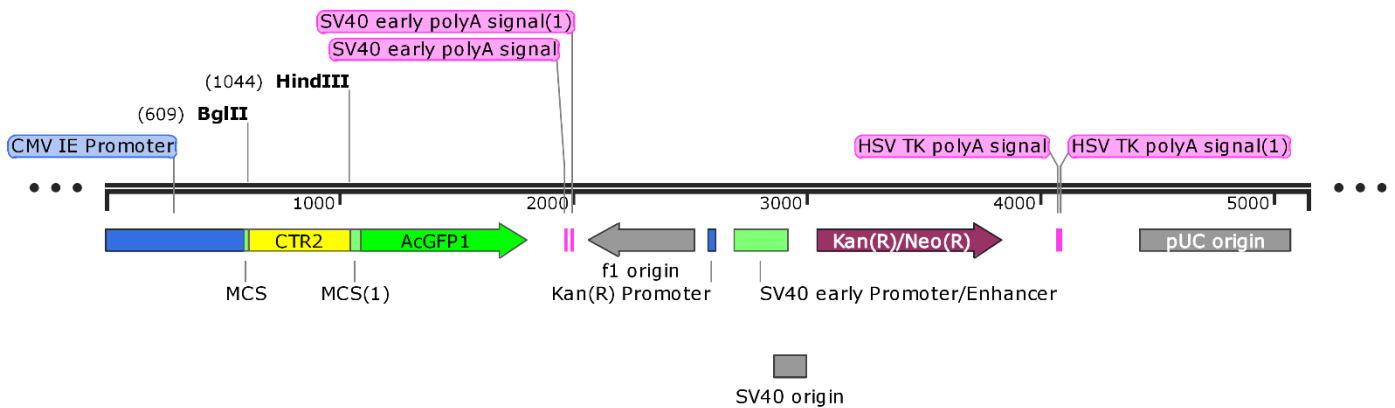 SV40 early polyA signal(1)
SV40 early polyA signal
(1044) HindIII
(609) BglII
CMV IE Promoter
HSV TK polyA signal
HSV TK polyA signal(1)
1000
2000
3000
4000
5000
CTR2
AcGFP1
Kan(R)/Neo(R)
pUC origin
f1 origin
MCS
MCS(1)
Kan(R) Promoter
SV40 early Promoter/Enhancer
SV40 origin